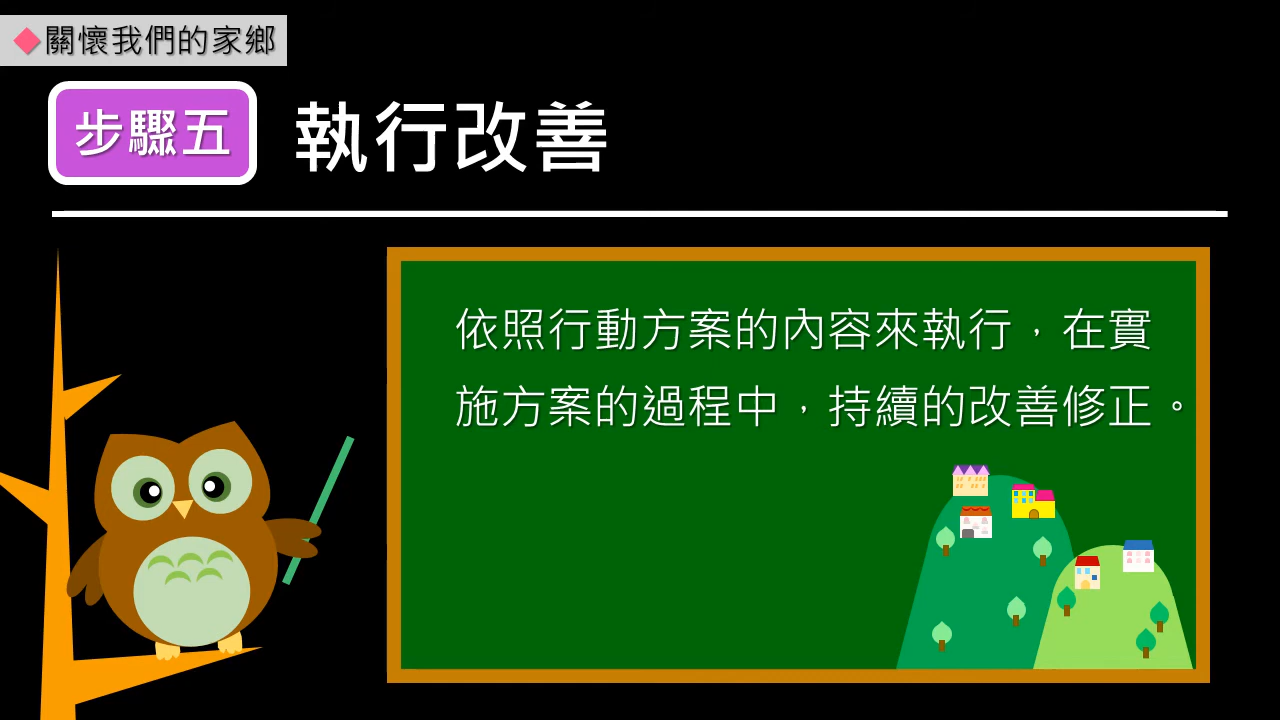 ◆關懷我們的家鄉
步驟五 執行改善
依照行動方案的內容來執行，在實
施方案的過程中，持續的改善修正。